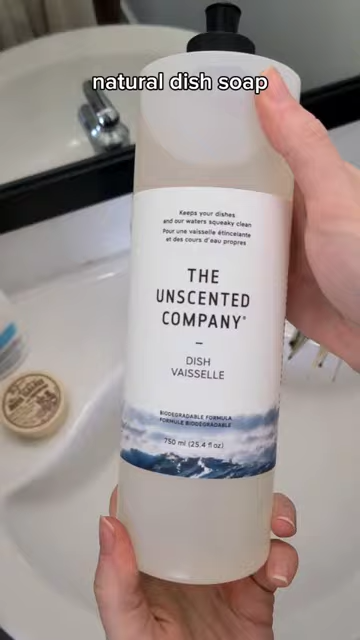 natural dish soap
Keeps your dishes
and our waters squeaky clean
Pour une vaisselle étincelante
et des cours d'eau propres
THE
UNSCENTED
COMPANY®
DISH
VAISSELLE
BIODEGRADABLE FORMULA
FORMULE BIODÉGRADABLE
750 ml (25.4 fl oz)